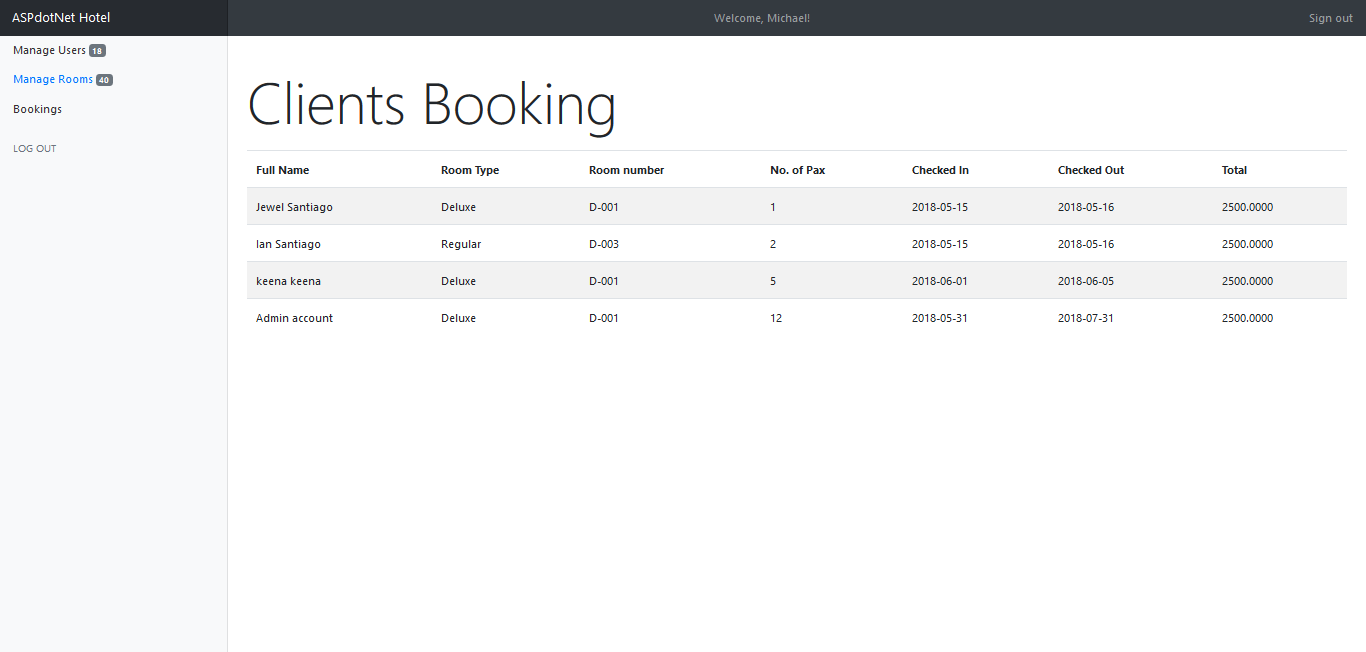 ASPdotNet Hotel Welcome, Michael! Sign out
Manage Users 18
Manage Rooms 40
Bookings
LOG OUT
Clients Booking
Full Name Room Type Room number No. of Pax Checked In Checked Out Total
Jewel Santiago Deluxe D-001 1 2018-05-15 2018-05-16 2500.0000
Ian Santiago Regular D-003 2 2018-05-15 2018-05-16 2500.0000
keena keena Deluxe D-001 5 2018-06-01 2018-06-05 2500.0000
Admin account Deluxe D-001 12 2018-05-31 2018-07-31 2500.0000